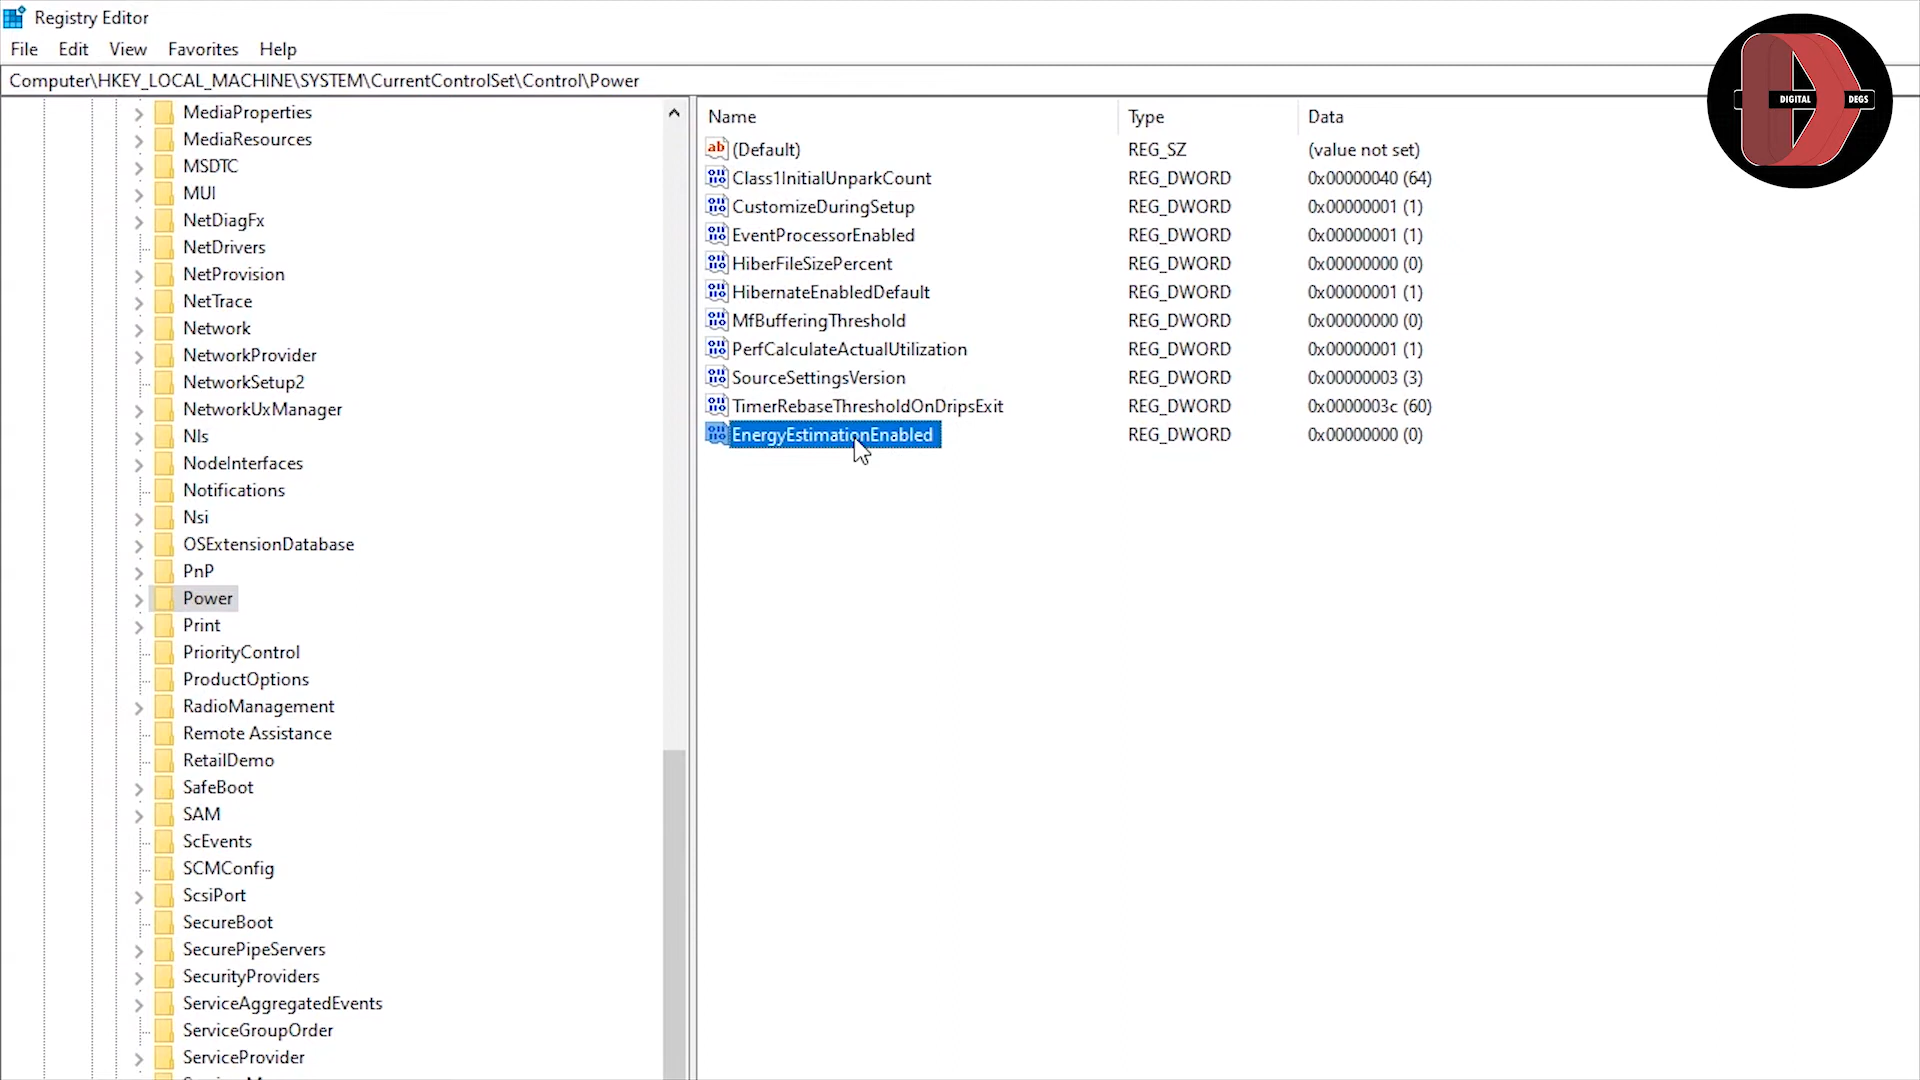 Registry Editor
File Edit View Favorites Help
Computer\HKEY_LOCAL_MACHINE\SYSTEM\CurrentControlSet\Control\Power
DIGITAL DEGS
MediaProperties
MediaResources
MSDTC
MUI
NetDiagFx
NetDrivers
NetProvision
NetTrace
Network
NetworkProvider
NetworkSetup2
NetworkUxManager
Nls
NodeInterfaces
Notifications
Nsi
OSExtensionDatabase
PnP
Power
Print
PriorityControl
ProductOptions
RadioManagement
Remote Assistance
RetailDemo
SafeBoot
SAM
ScEvents
SCMConfig
ScsiPort
SecureBoot
SecurePipeServers
SecurityProviders
ServiceAggregatedEvents
ServiceGroupOrder
ServiceProvider
Name Type Data
ab (Default) REG_SZ (value not set)
Class1InitialUnparkCount REG_DWORD 0x00000040 (64)
CustomizeDuringSetup REG_DWORD 0x00000001 (1)
EventProcessorEnabled REG_DWORD 0x00000001 (1)
HiberFileSizePercent REG_DWORD 0x00000000 (0)
HibernateEnabledDefault REG_DWORD 0x00000001 (1)
MfBufferingThreshold REG_DWORD 0x00000000 (0)
PerfCalculateActualUtilization REG_DWORD 0x00000001 (1)
SourceSettingsVersion REG_DWORD 0x00000003 (3)
TimerRebaseThresholdOnDripsExit REG_DWORD 0x0000003c (60)
EnergyEstimationEnabled REG_DWORD 0x00000000 (0)